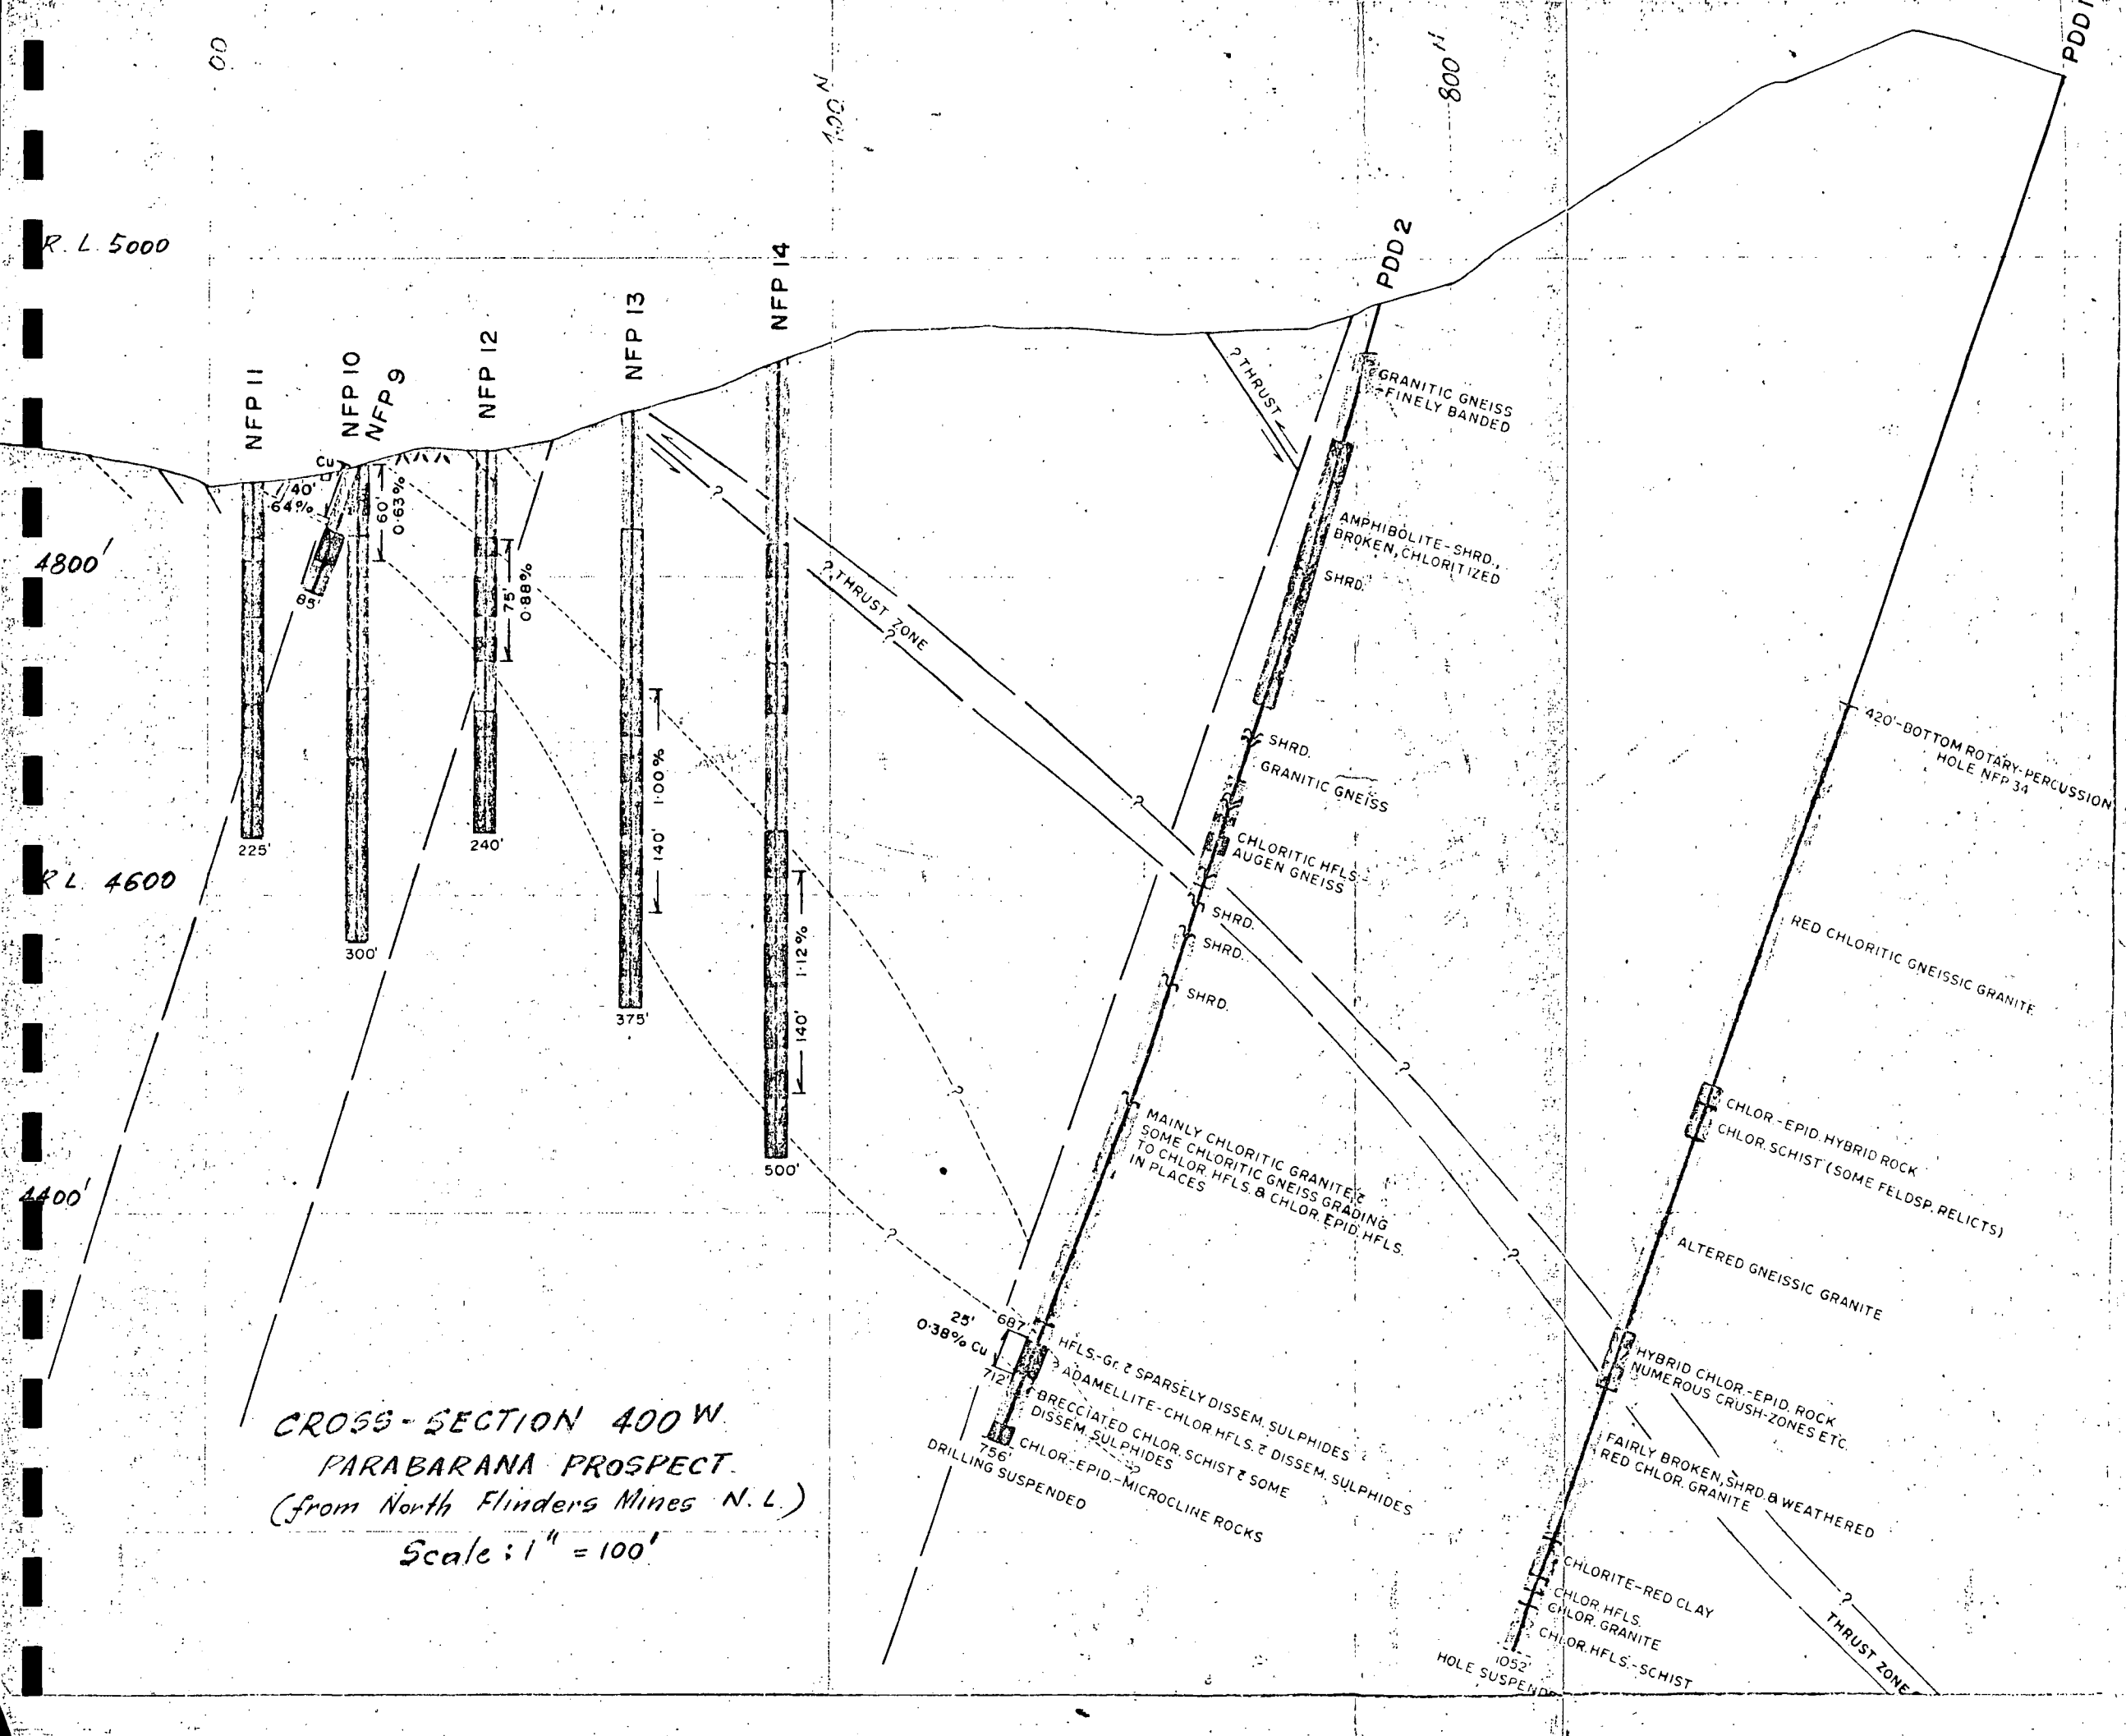 00
400 N
800 N
PDD 1
R. L. 5000
4800'
R L. 4600
4400'
NFP 11
NFP 10
NFP 9
NFP 12
NFP 13
NFP 14
PDD 2
Cu
40'
.64%
60'
0.63%
85'
75'
0.88%
225'
300'
240'
140' 1.00%
375'
140' 1.12%
500'
?
? THRUST ZONE
?
? THRUST
GRANITIC GNEISS
-FINELY BANDED
AMPHIBOLITE-SHRD.,
BROKEN, CHLORITIZED
SHRD.
SHRD.
GRANITIC GNEISS
?
CHLORITIC HFLS-
AUGEN GNEISS
SHRD.
SHRD.
SHRD.
?
?
?
?
MAINLY CHLORITIC GRANITE, c̄
SOME CHLORITIC GNEISS GRADING
TO CHLOR. HFLS. & CHLOR. EPID. HFLS.
IN PLACES
25'
0.38% Cu
687'
712'
HFLS.-Gr. c̄ SPARSELY DISSEM. SULPHIDES
? ADAMELLITE-CHLOR HFLS. c̄ DISSEM. SULPHIDES
BRECCIATED CHLOR. SCHIST c̄ SOME
DISSEM. SULPHIDES
?
CHLOR-EPID.-MICROCLINE ROCKS
756'
DRILLING SUSPENDED
420'-BOTTOM ROTARY-PERCUSSION
HOLE NFP 34
RED CHLORITIC GNEISSIC GRANITE
CHLOR.-EPID. HYBRID ROCK
CHLOR. SCHIST (SOME FELDSP. RELICTS)
ALTERED GNEISSIC GRANITE
HYBRID CHLOR.-EPID. ROCK
NUMEROUS CRUSH-ZONES ETC.
FAIRLY BROKEN, SHRD. & WEATHERED
RED CHLOR. GRANITE
CHLORITE-RED CLAY
CHLOR. HFLS.
CHLOR. GRANITE
CHLOR. HFLS.-SCHIST
1052'
HOLE SUSPENDE
?
THRUST ZONE
CROSS-SECTION 400 W.
PARABARANA PROSPECT.
(from North Flinders Mines N. L.)
Scale: 1" = 100'